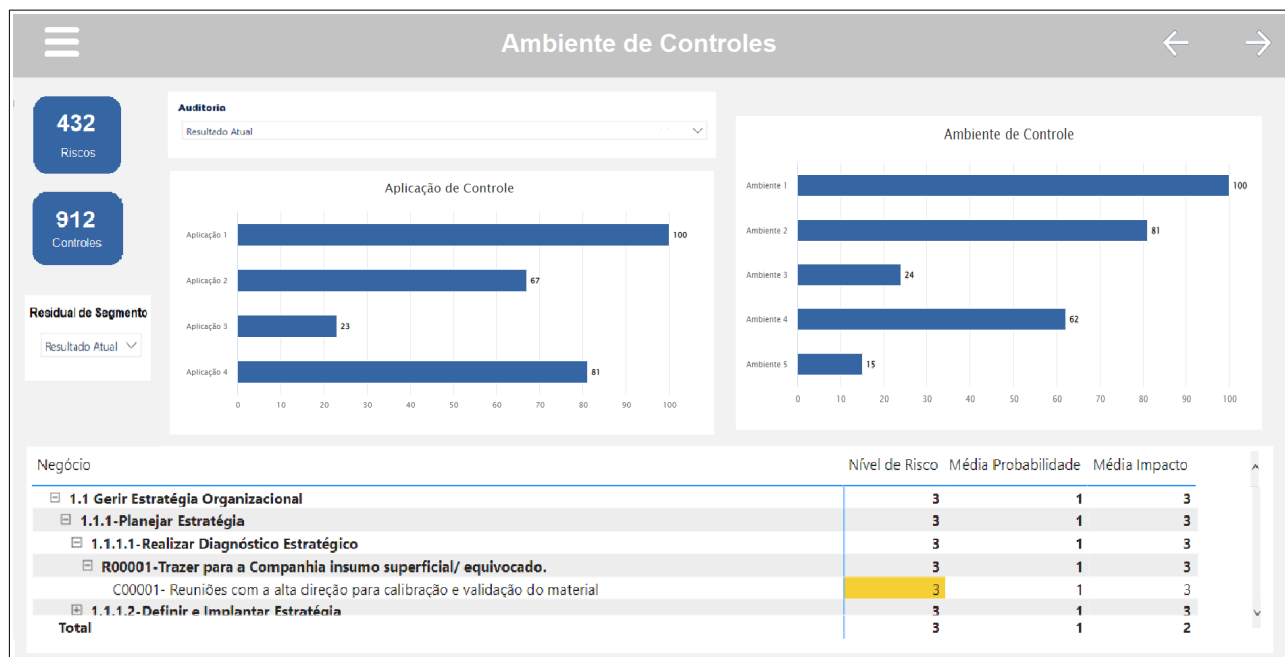 Ambiente de Controles
432
Riscos
912
Controles
Residual de Segmento
Resultado Atual
Auditoria
Resultado Atual
Aplicação de Controle
Aplicação 1 100
Aplicação 2 67
Aplicação 3 23
Aplicação 4 81
0 10 20 30 40 50 60 70 80 90 100
Ambiente de Controle
Ambiente 1 100
Ambiente 2 81
Ambiente 3 24
Ambiente 4 62
Ambiente 5 15
0 10 20 30 40 50 60 70 80 90 100
Negócio Nível de Risco Média Probabilidade Média Impacto
1.1 Gerir Estratégia Organizacional 3 1 3
1.1.1-Planejar Estratégia 3 1 3
1.1.1.1-Realizar Diagnóstico Estratégico 3 1 3
R00001-Trazer para a Companhia insumo superficial/ equivocado. 3 1 3
C00001- Reuniões com a alta direção para calibração e validação do material 3 1 3
1.1.1.2-Definir e Implantar Estratégia 3 1 3
Total 3 1 2